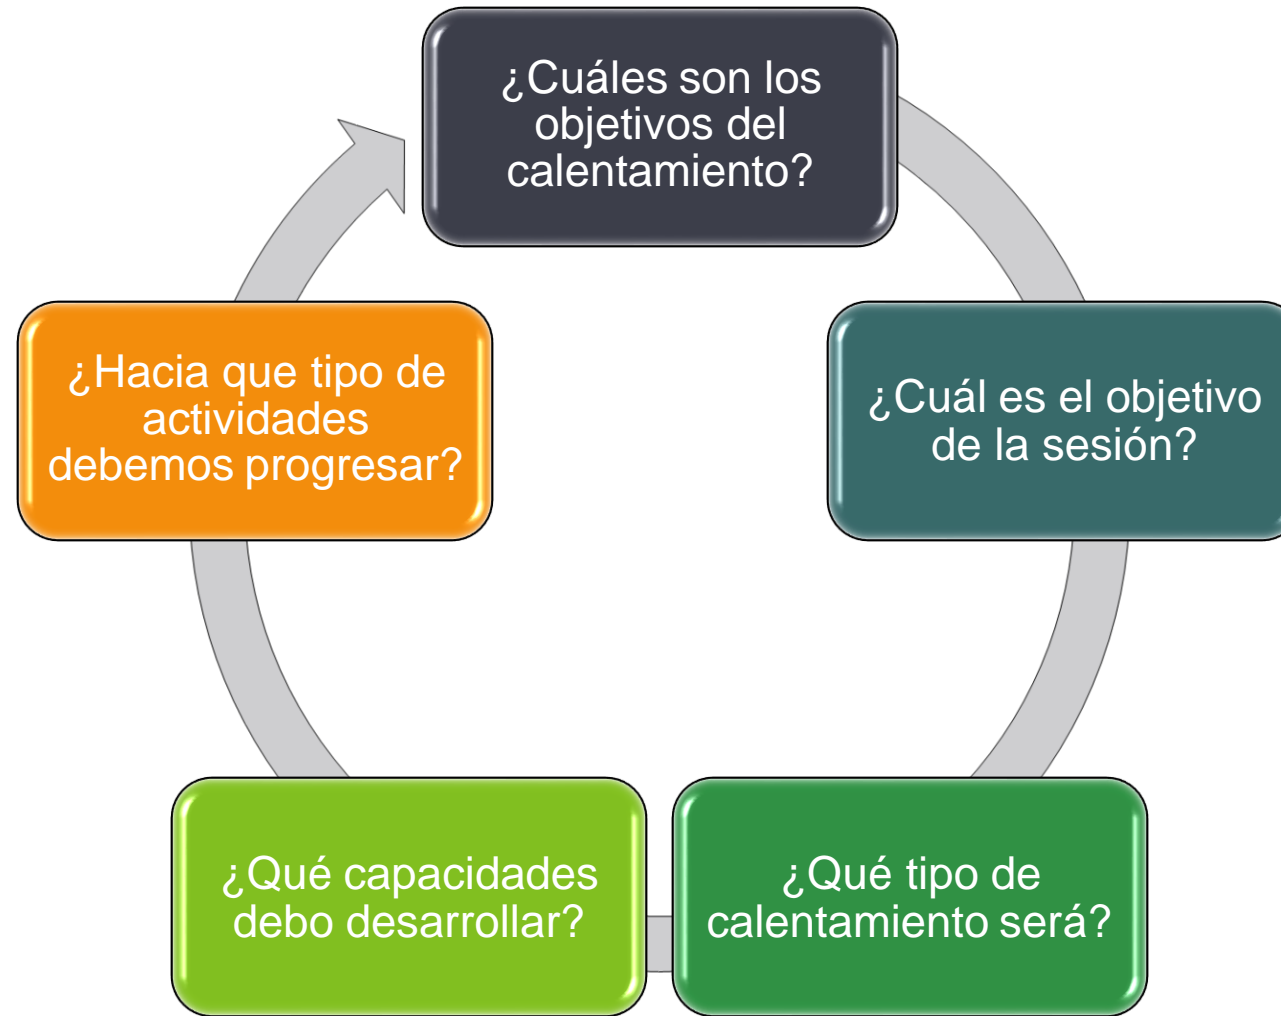 ¿Cuáles son los
objetivos del
calentamiento?
¿Cuál es el objetivo
de la sesión?
¿Qué tipo de
calentamiento será?
¿Qué capacidades
debo desarrollar?
¿Hacia que tipo de
actividades
debemos progresar?